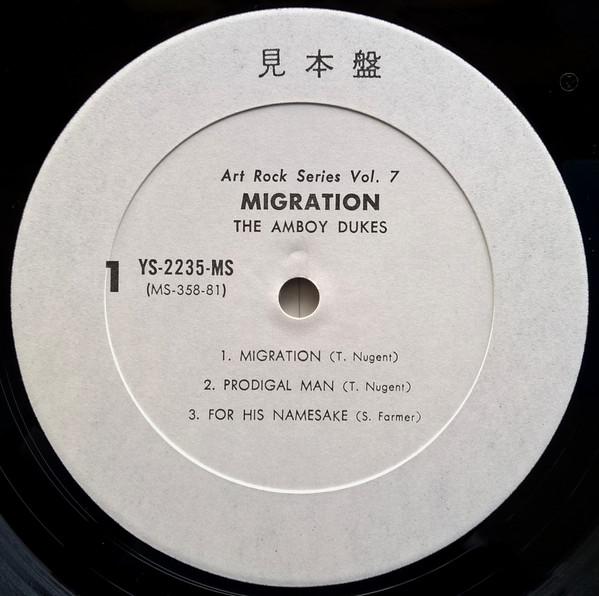 見本盤
Art Rock Series Vol. 7
MIGRATION
THE AMBOY DUKES
1 YS-2235-MS
(MS-358-81)
1. MIGRATION (T. Nugent)
2. PRODIGAL MAN (T. Nugent)
3. FOR HIS NAMESAKE (S. Farmer)